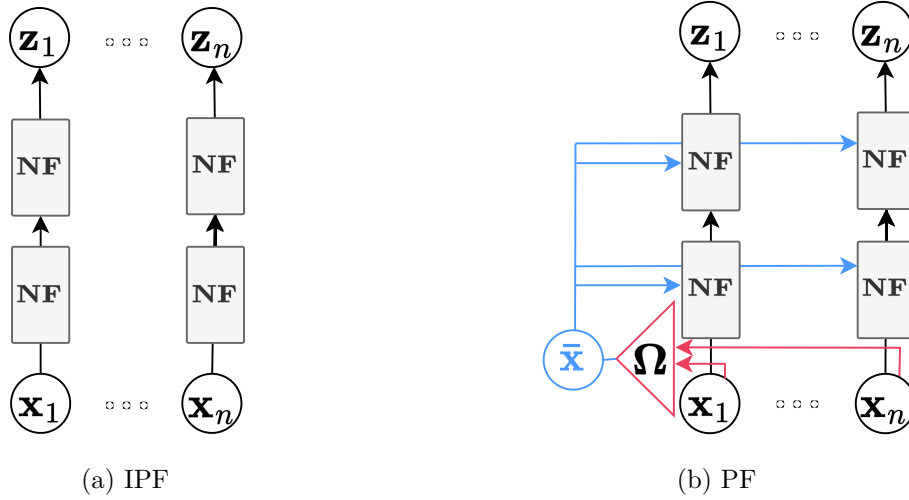 z₁ ∘∘∘ zₙ
NF NF
NF NF
x₁ ∘∘∘ xₙ
(a) IPF
z₁ ∘∘∘ zₙ
NF NF
NF NF
x̄ Ω
x₁ ∘∘∘ xₙ
(b) PF